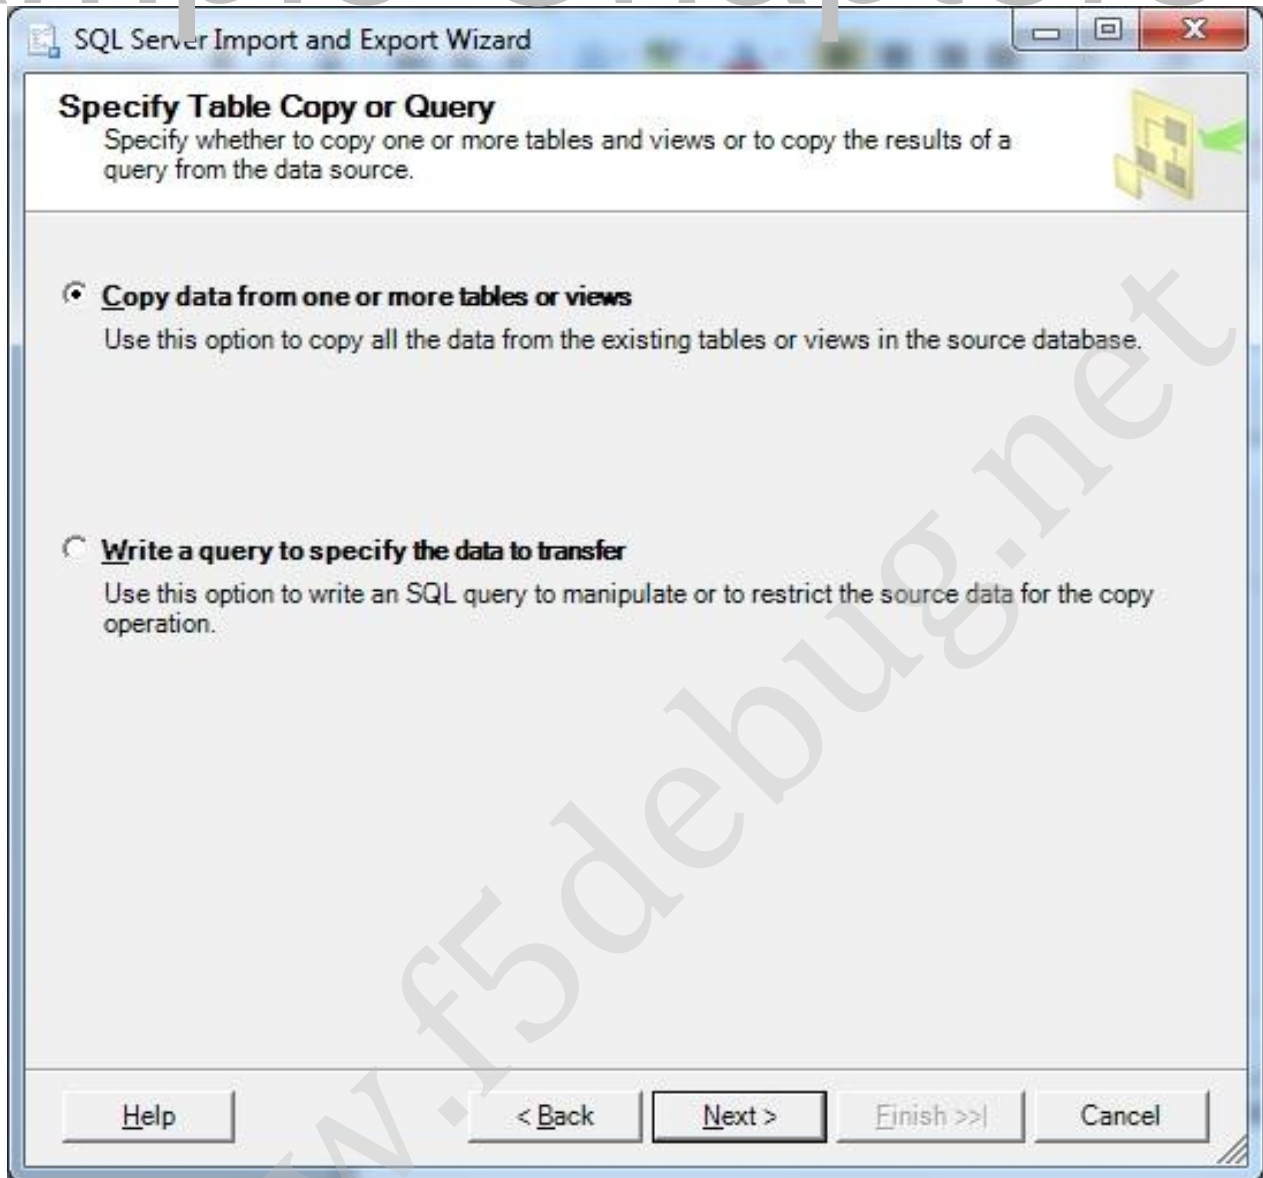 SQL Server Import and Export Wizard
Specify Table Copy or Query
Specify whether to copy one or more tables and views or to copy the results of a
query from the data source.
Copy data from one or more tables or views
Use this option to copy all the data from the existing tables or views in the source database.
Write a query to specify the data to transfer
Use this option to write an SQL query to manipulate or to restrict the source data for the copy
operation.
Help
< Back
Next >
Finish >>|
Cancel
w.f5debug.net